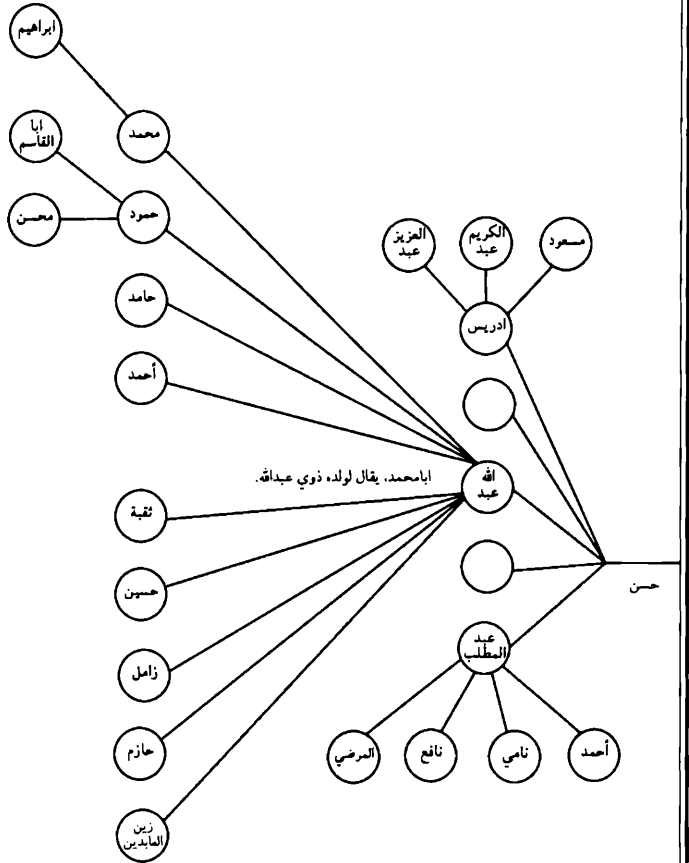 ابراهيم
ابا
القاسم
محمد
محسن
حمود
العزيز
عبد
الكريم
عبد
مسعود
حامد
ادريس
أحمد
ابامحمد، يقال لولده ذوي عبدالله.
الله
عبد
ثقبة
حسين
حسن
عبد
المطلب
زامل
حازم
المرضي
نافع
نامي
أحمد
زين
العابدين